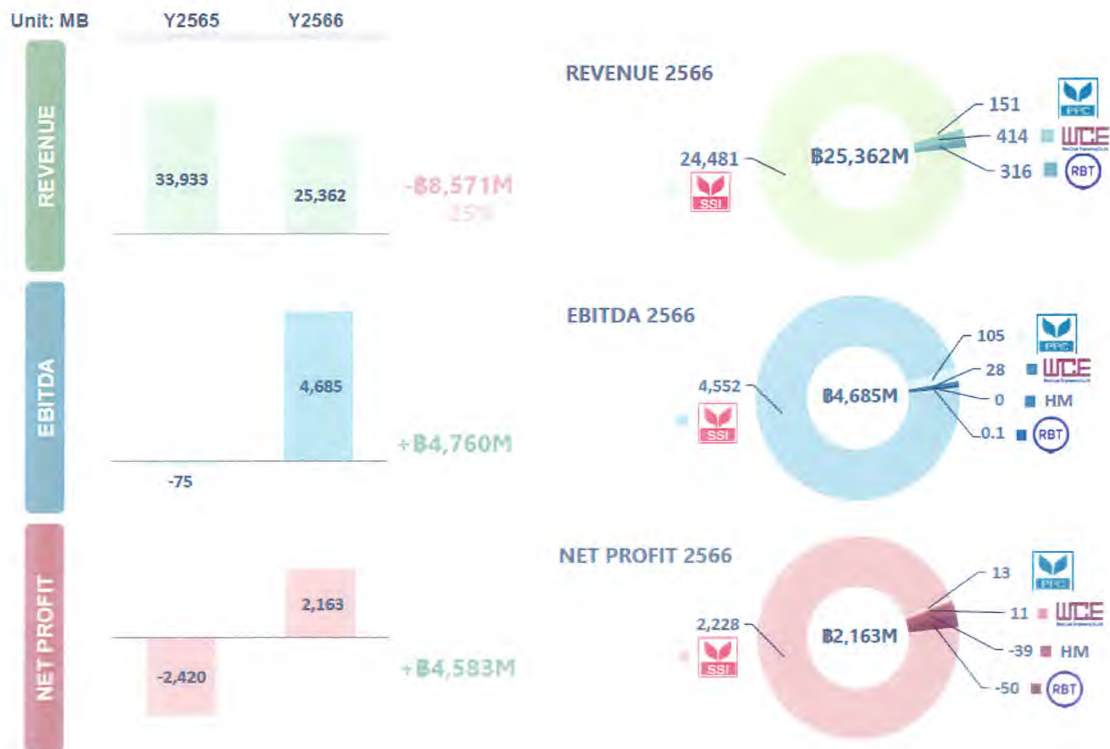 Unit: MB
Y2565 Y2566
REVENUE
33,933
25,362
-฿8,571M
25%
REVENUE 2566
฿25,362M
24,481
SSI
151
PPC
414
WCE
316
RBT
EBITDA
-75
4,685
+฿4,760M
EBITDA 2566
฿4,685M
4,552
SSI
105
PPC
28
WCE
0 HM
0.1
RBT
NET PROFIT
-2,420
2,163
+฿4,583M
NET PROFIT 2566
฿2,163M
2,228
SSI
13
PPC
11
WCE
-39 HM
-50
RBT